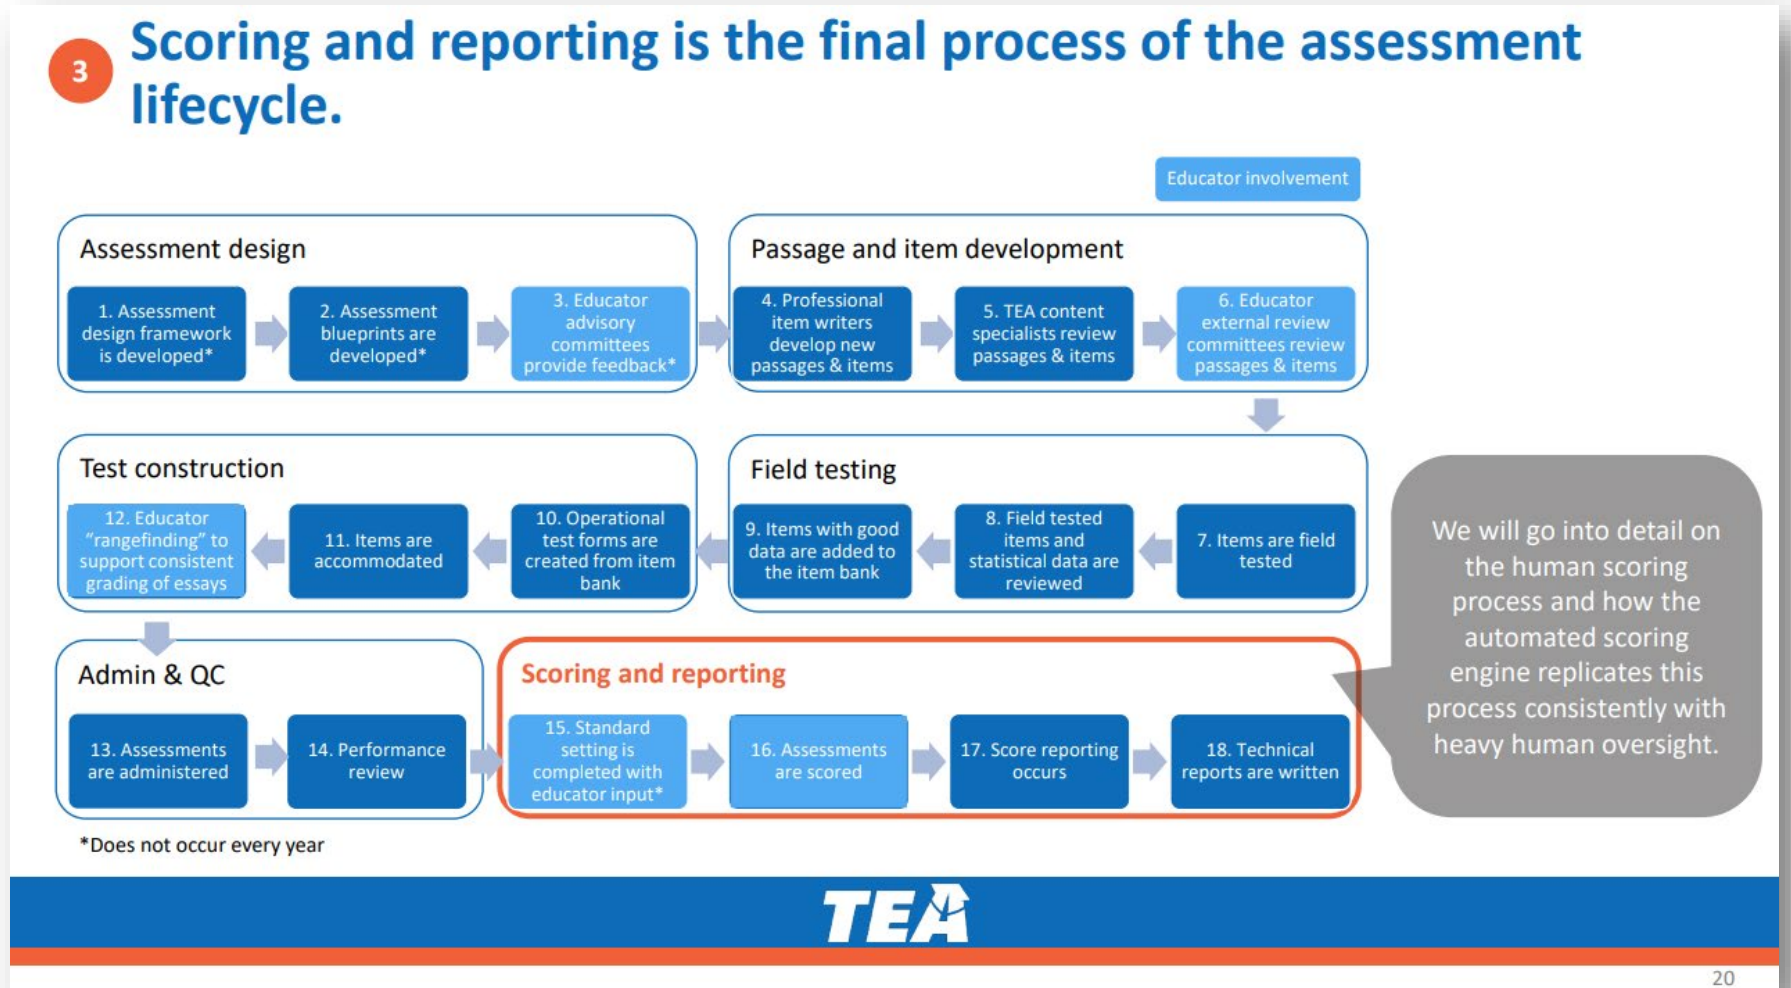 3
Scoring and reporting is the final process of the assessment
lifecycle.
Educator involvement
Assessment design
1. Assessment
design framework
is developed*
2. Assessment
blueprints are
developed*
3. Educator
advisory
committees
provide feedback*
Passage and item development
4. Professional
item writers
develop new
passages & items
5. TEA content
specialists review
passages & items
6. Educator
external review
committees review
passages & items
Field testing
7. Items are field
tested
8. Field tested
items and
statistical data are
reviewed
9. Items with good
data are added to
the item bank
Test construction
10. Operational
test forms are
created from item
bank
11. Items are
accommodated
12. Educator
“rangefinding” to
support consistent
grading of essays
Admin & QC
13. Assessments
are administered
14. Performance
review
Scoring and reporting
15. Standard
setting is
completed with
educator input*
16. Assessments
are scored
17. Score reporting
occurs
18. Technical
reports are written
We will go into detail on
the human scoring
process and how the
automated scoring
engine replicates this
process consistently with
heavy human oversight.
*Does not occur every year
TEA
20